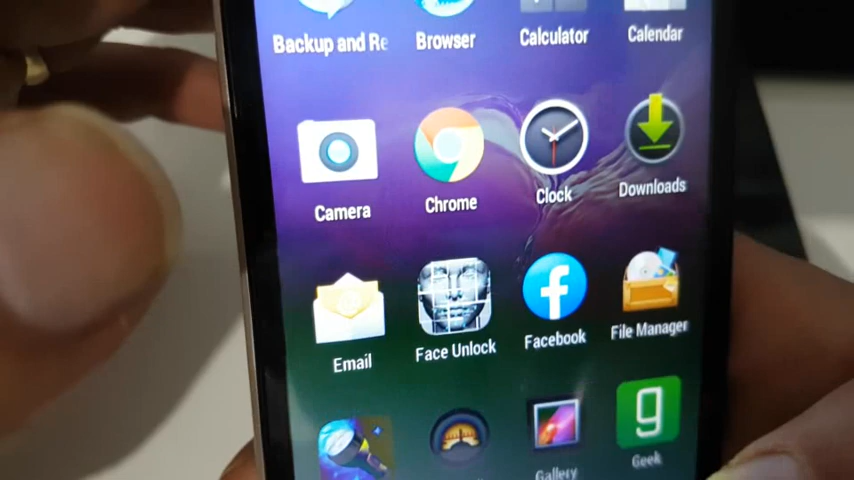 Backup and Re
Browser
Calculator
Calendar
Camera
Chrome
Clock
Downloads
Email
Face Unlock
Facebook
File Manager
Gallery
Geek